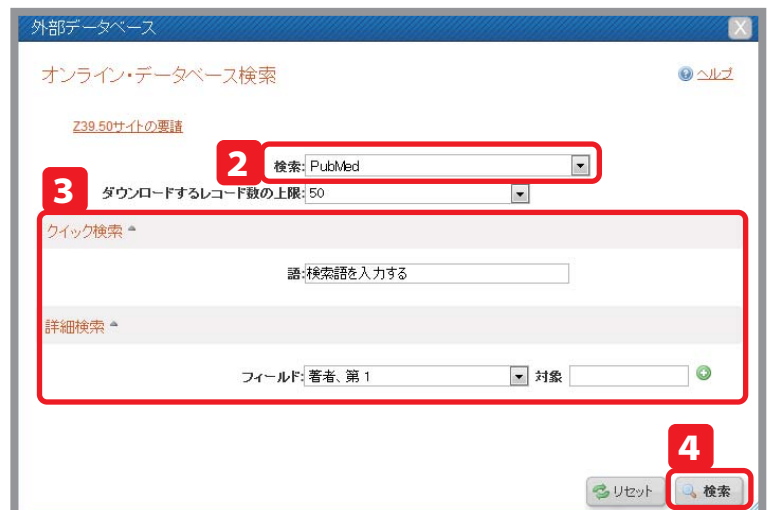 外部データベース X
オンライン・データベース検索 ヘルプ
Z39.50サイトの要請
2 検索: PubMed
3 ダウンロードするレコード数の上限: 50
クイック検索
語: 検索語を入力する
詳細検索
フィールド: 著者、第 1 対象
4
リセット 検索